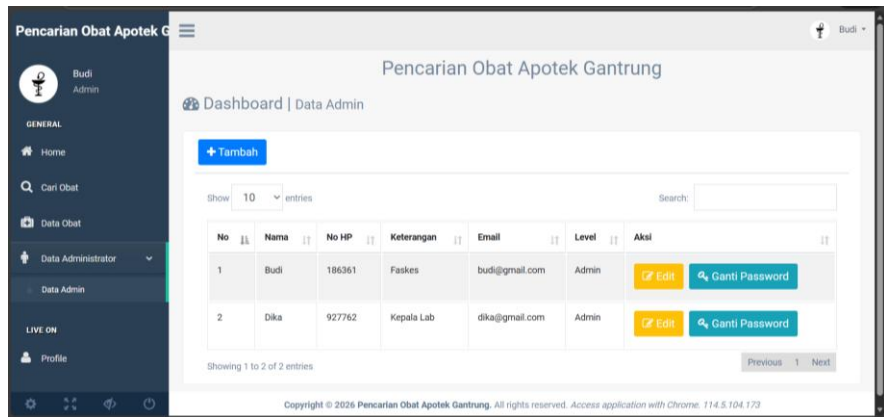 Pencarian Obat Apotek G
Budi
Budi
Admin
GENERAL
Home
Cari Obat
Data Obat
Data Administrator
Data Admin
LIVE ON
Profile
Pencarian Obat Apotek Gantrung
Dashboard | Data Admin
Tambah
Show 10 entries
Search:
No Nama No HP Keterangan Email Level Aksi
1 Budi 186361 Faskes budi@gmail.com Admin Edit Ganti Password
2 Dika 927762 Kepala Lab dika@gmail.com Admin Edit Ganti Password
Showing 1 to 2 of 2 entries
Previous 1 Next
Copyright © 2026 Pencarian Obat Apotek Gantrung. All rights reserved. Access application with Chrome. 114.5.104.173